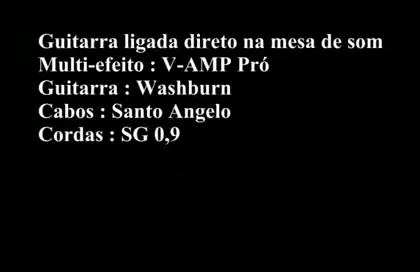 Guitarra ligada direto na mesa de som
Multi-efeito : V-AMP Pró
Guitarra : Washburn
Cabos : Santo Angelo
Cordas : SG 0,9